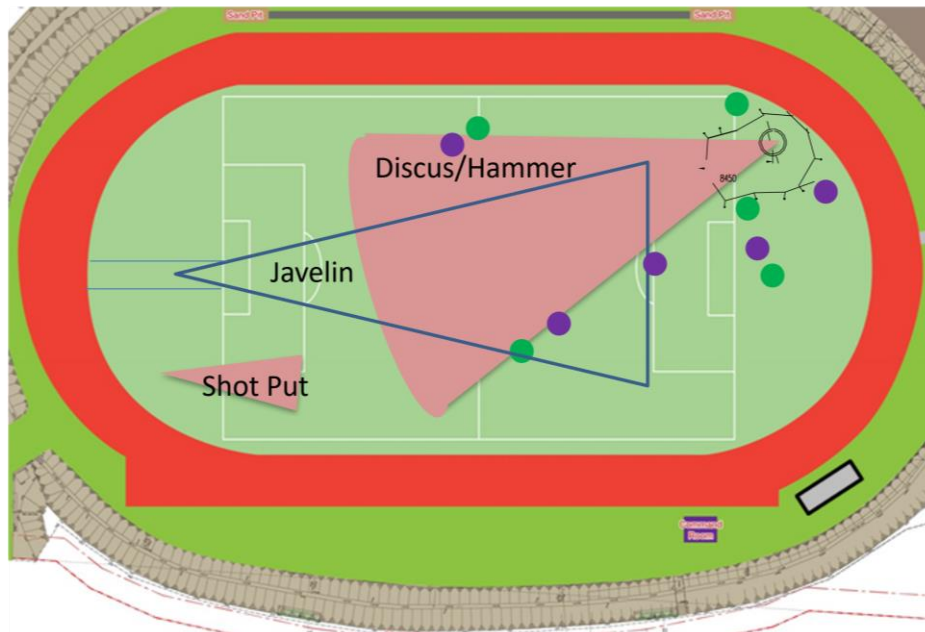 Sand Pit
Sand Pit
Discus/Hammer
8450
Javelin
Shot Put
Command
Room